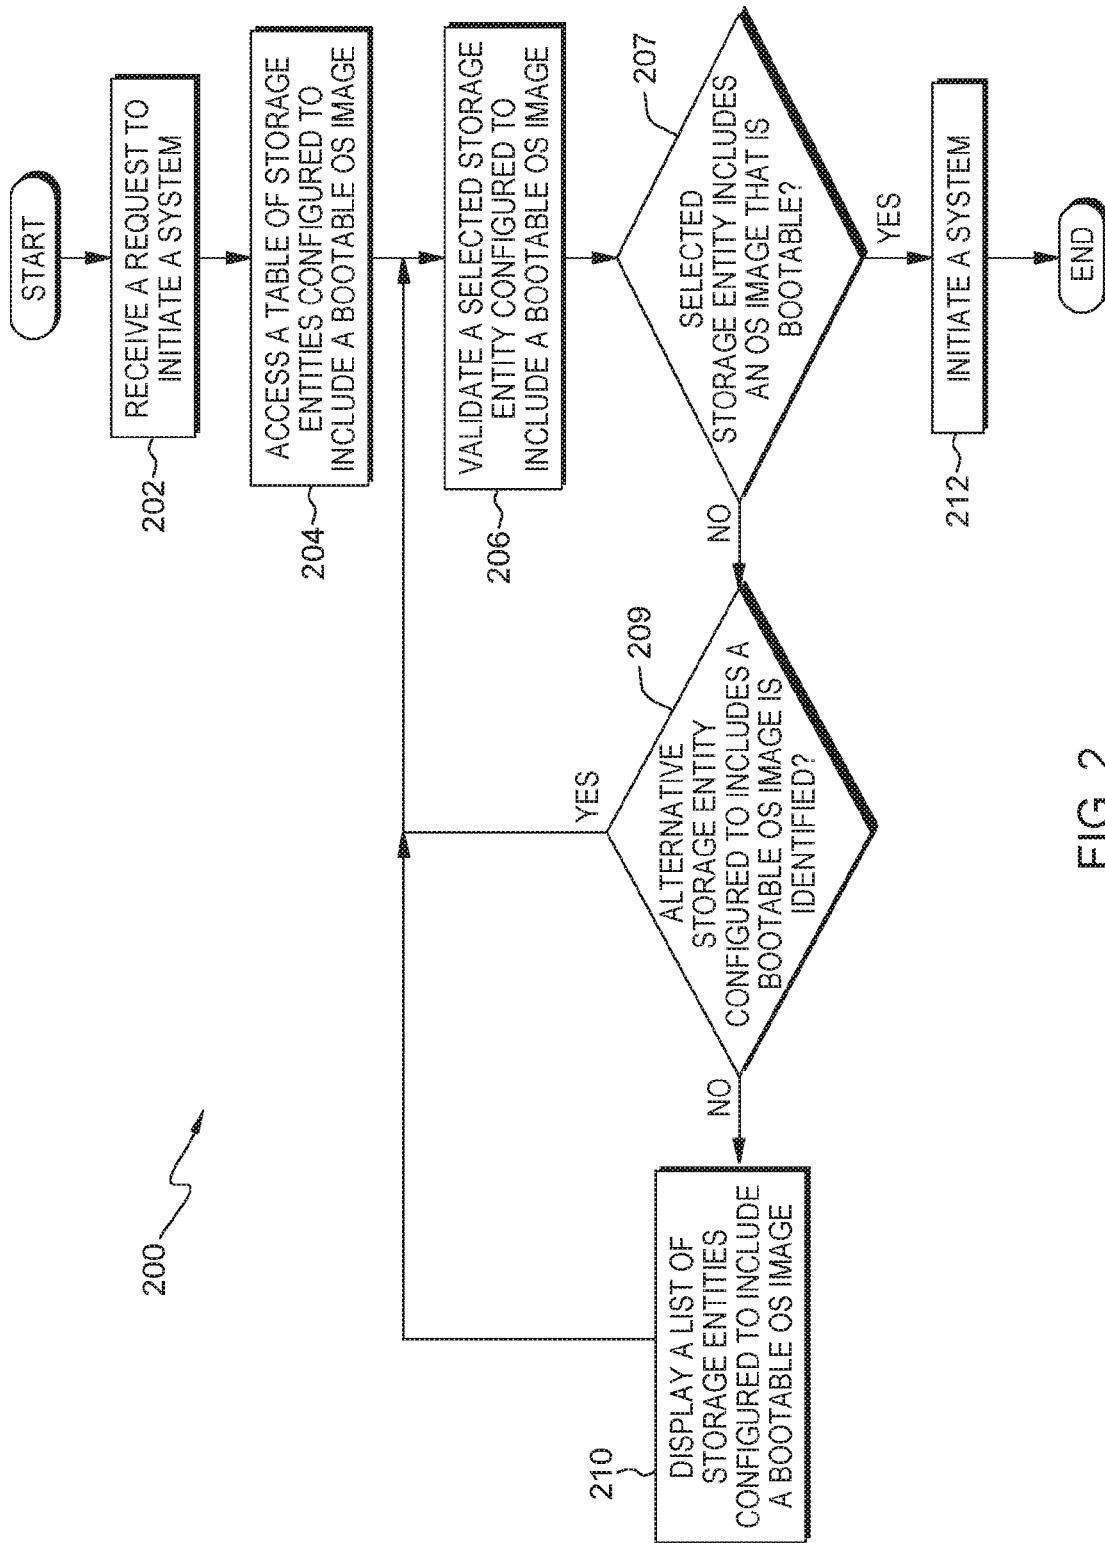 START
RECEIVE A REQUEST TO
INITIATE A SYSTEM
202
ACCESS A TABLE OF STORAGE
ENTITIES CONFIGURED TO
INCLUDE A BOOTABLE OS IMAGE
204
VALIDATE A SELECTED STORAGE
ENTITY CONFIGURED TO
INCLUDE A BOOTABLE OS IMAGE
206
SELECTED
STORAGE ENTITY INCLUDES
AN OS IMAGE THAT IS
BOOTABLE?
207
YES
NO
INITIATE A SYSTEM
212
END
ALTERNATIVE
STORAGE ENTITY
CONFIGURED TO INCLUDES A
BOOTABLE OS IMAGE IS
IDENTIFIED?
209
YES
NO
DISPLAY A LIST OF
STORAGE ENTITIES
CONFIGURED TO INCLUDE
A BOOTABLE OS IMAGE
210
200
FIG. 2